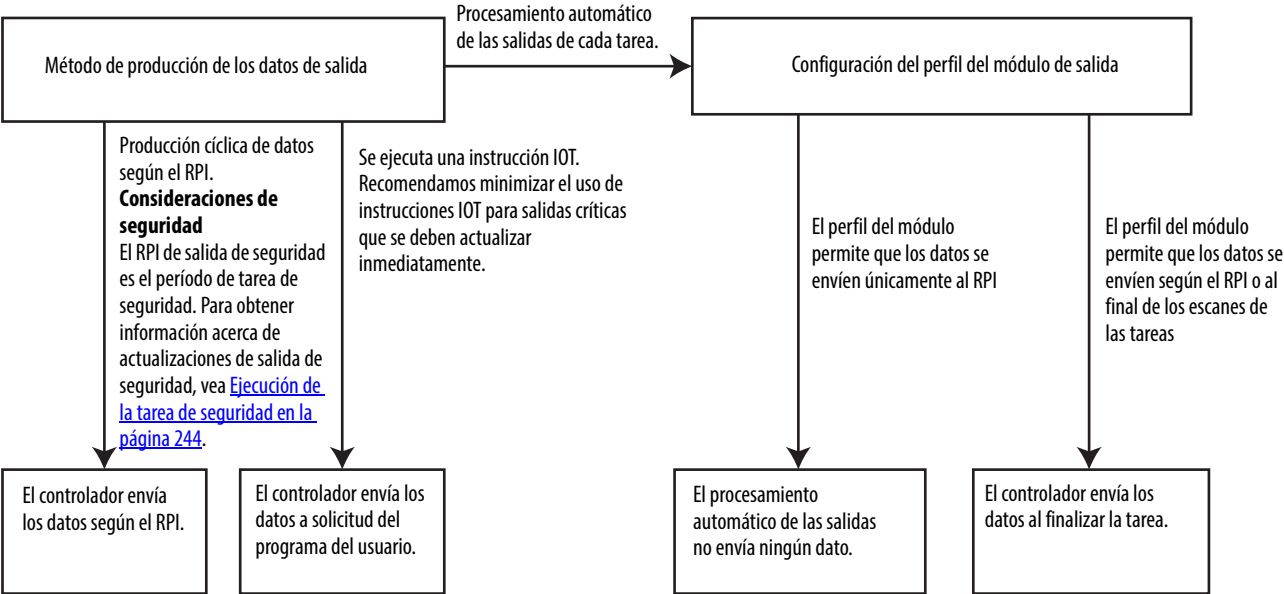 Procesamiento automático
de las salidas de cada tarea.
Método de producción de los datos de salida
Configuración del perfil del módulo de salida
Producción cíclica de datos
según el RPI.
Consideraciones de
seguridad
El RPI de salida de seguridad
es el período de tarea de
seguridad. Para obtener
información acerca de
actualizaciones de salida de
seguridad, vea Ejecución de
la tarea de seguridad en la
página 244.
Se ejecuta una instrucción IOT.
Recomendamos minimizar el uso de
instrucciones IOT para salidas críticas
que se deben actualizar
inmediatamente.
El perfil del módulo
permite que los datos se
envíen únicamente al RPI
El perfil del módulo
permite que los datos se
envíen según el RPI o al
final de los escanes de
las tareas
El controlador envía
los datos según el RPI.
El controlador envía los
datos a solicitud del
programa del usuario.
El procesamiento
automático de las salidas
no envía ningún dato.
El controlador envía los
datos al finalizar la tarea.